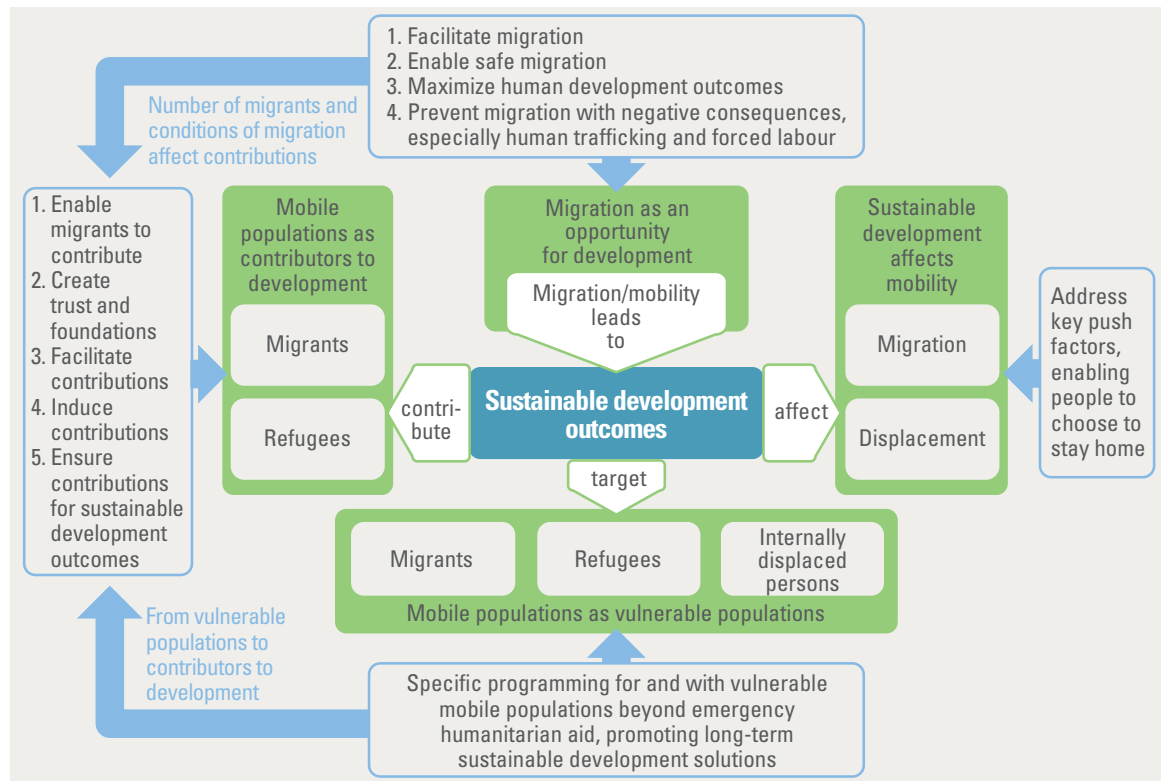 1. Facilitate migration
2. Enable safe migration
3. Maximize human development outcomes
4. Prevent migration with negative consequences,
especially human trafficking and forced labour
Number of migrants and
conditions of migration
affect contributions
1. Enable
migrants to
contribute
2. Create
trust and
foundations
3. Facilitate
contributions
4. Induce
contributions
5. Ensure
contributions
for sustainable
development
outcomes
Mobile
populations as
contributors to
development
Migrants
Refugees
Migration as an
opportunity
for development
Migration/mobility
leads
to
Sustainable
development
affects
mobility
Migration
Displacement
Address
key push
factors,
enabling
people to
choose to
stay home
contri-
bute
Sustainable development
outcomes
affect
target
Migrants
Refugees
Internally
displaced
persons
Mobile populations as vulnerable populations
From vulnerable
populations to
contributors to
development
Specific programming for and with vulnerable
mobile populations beyond emergency
humanitarian aid, promoting long-term
sustainable development solutions